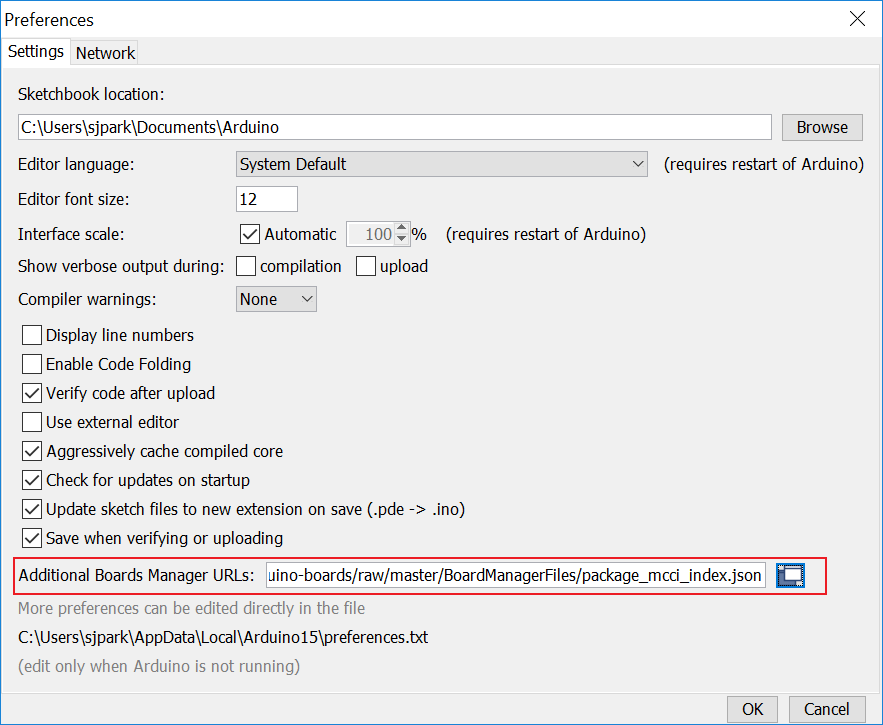 Preferences
Settings Network
Sketchbook location:
C:\Users\sjpark\Documents\Arduino Browse
Editor language: System Default (requires restart of Arduino)
Editor font size: 12
Interface scale: Automatic 100 % (requires restart of Arduino)
Show verbose output during: compilation upload
Compiler warnings: None
Display line numbers
Enable Code Folding
Verify code after upload
Use external editor
Aggressively cache compiled core
Check for updates on startup
Update sketch files to new extension on save (.pde -> .ino)
Save when verifying or uploading
Additional Boards Manager URLs: uino-boards/raw/master/BoardManagerFiles/package_mcci_index.json
More preferences can be edited directly in the file
C:\Users\sjpark\AppData\Local\Arduino15\preferences.txt
(edit only when Arduino is not running)
OK Cancel